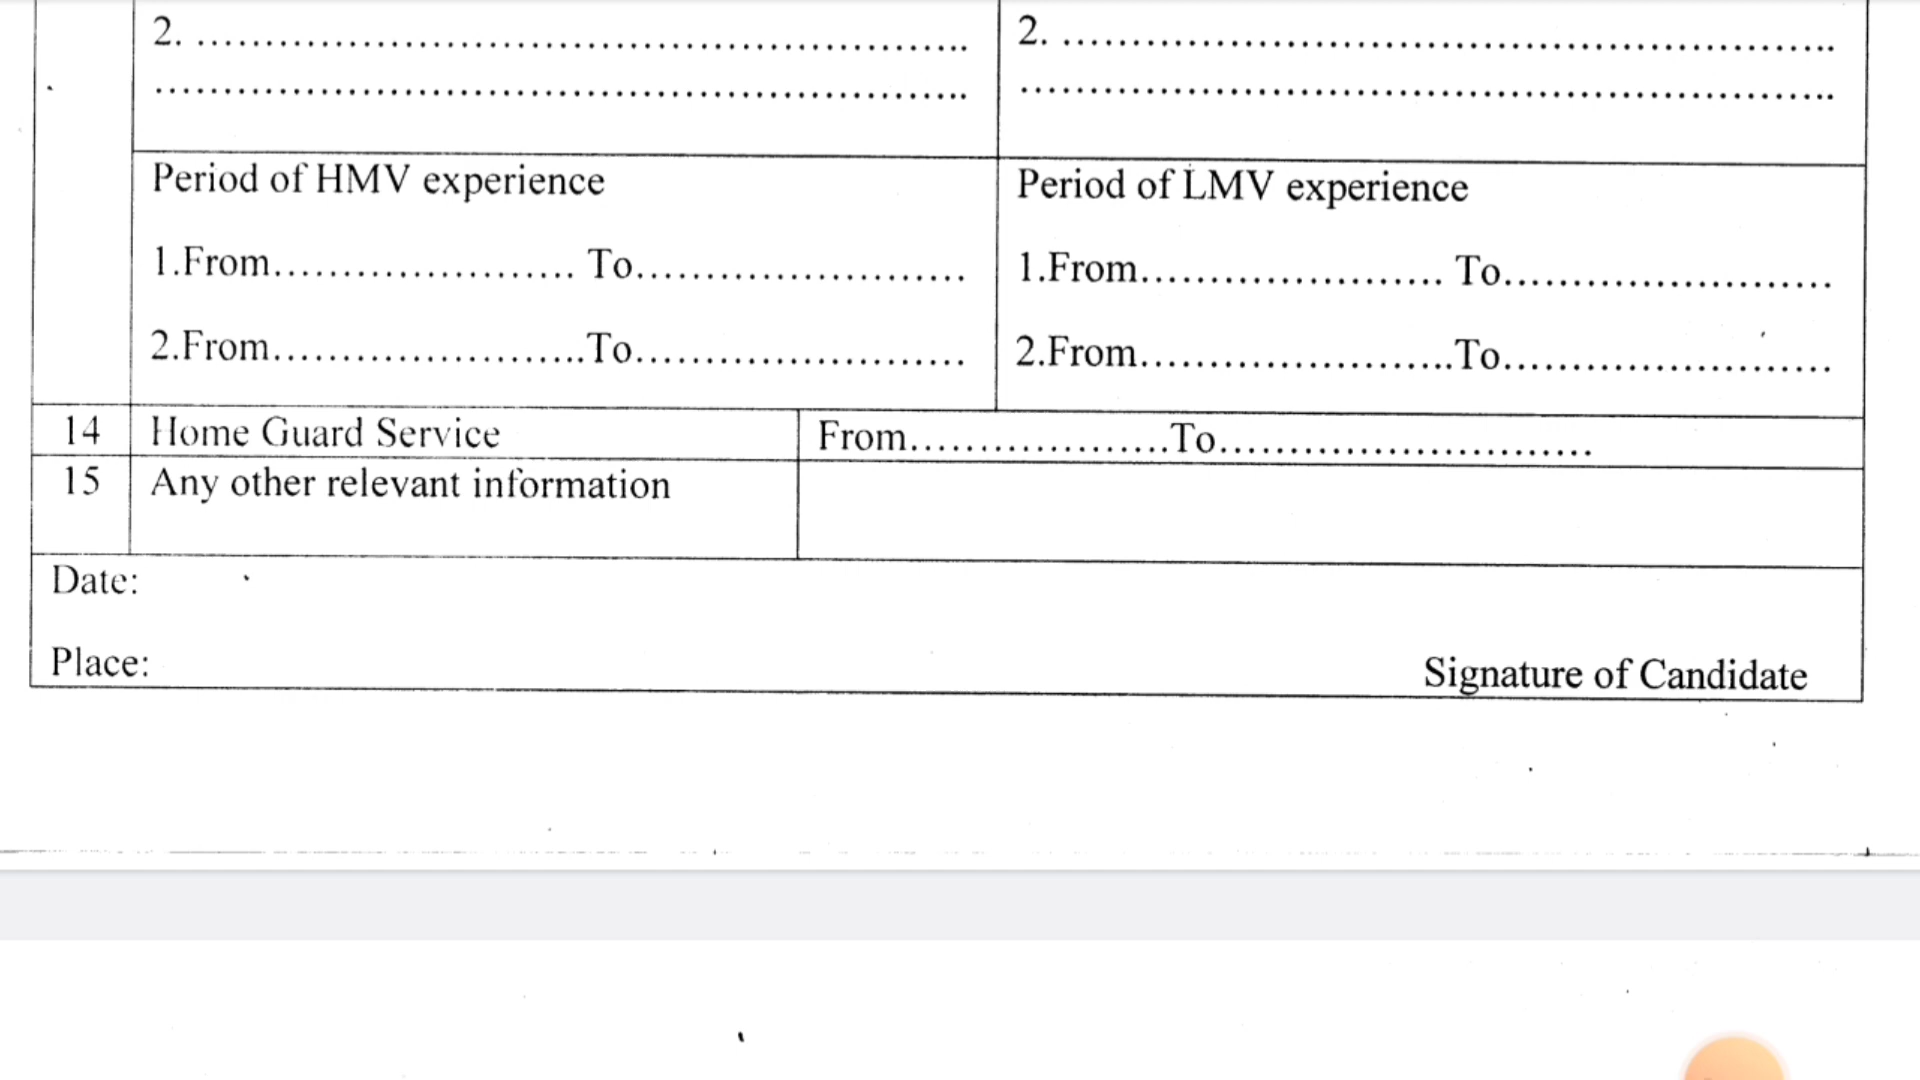 2. ........................................................ 2. ........................................................
........................................................... ...........................................................
Period of HMV experience Period of LMV experience
1.From...................... To........................ 1.From...................... To........................
2.From.......................To........................ 2.From.......................To........................
14 Home Guard Service From...................To...........................
15 Any other relevant information
Date:
Place: Signature of Candidate